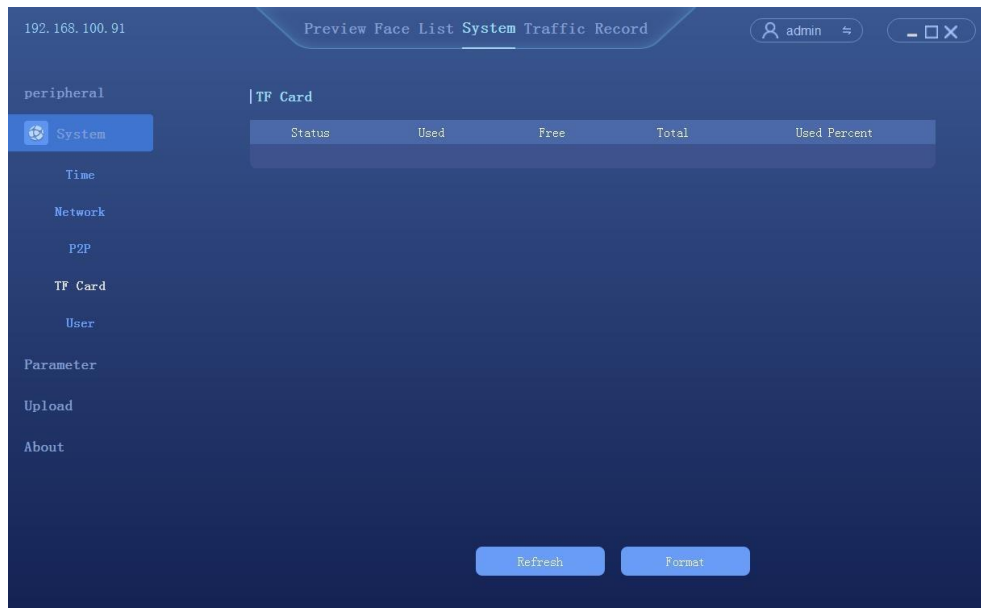 192.168.100.91
Preview Face List System Traffic Record
admin
peripheral
System
Time
Network
P2P
TF Card
User
Parameter
Upload
About
TF Card
Status Used Free Total Used Percent
Refresh Format